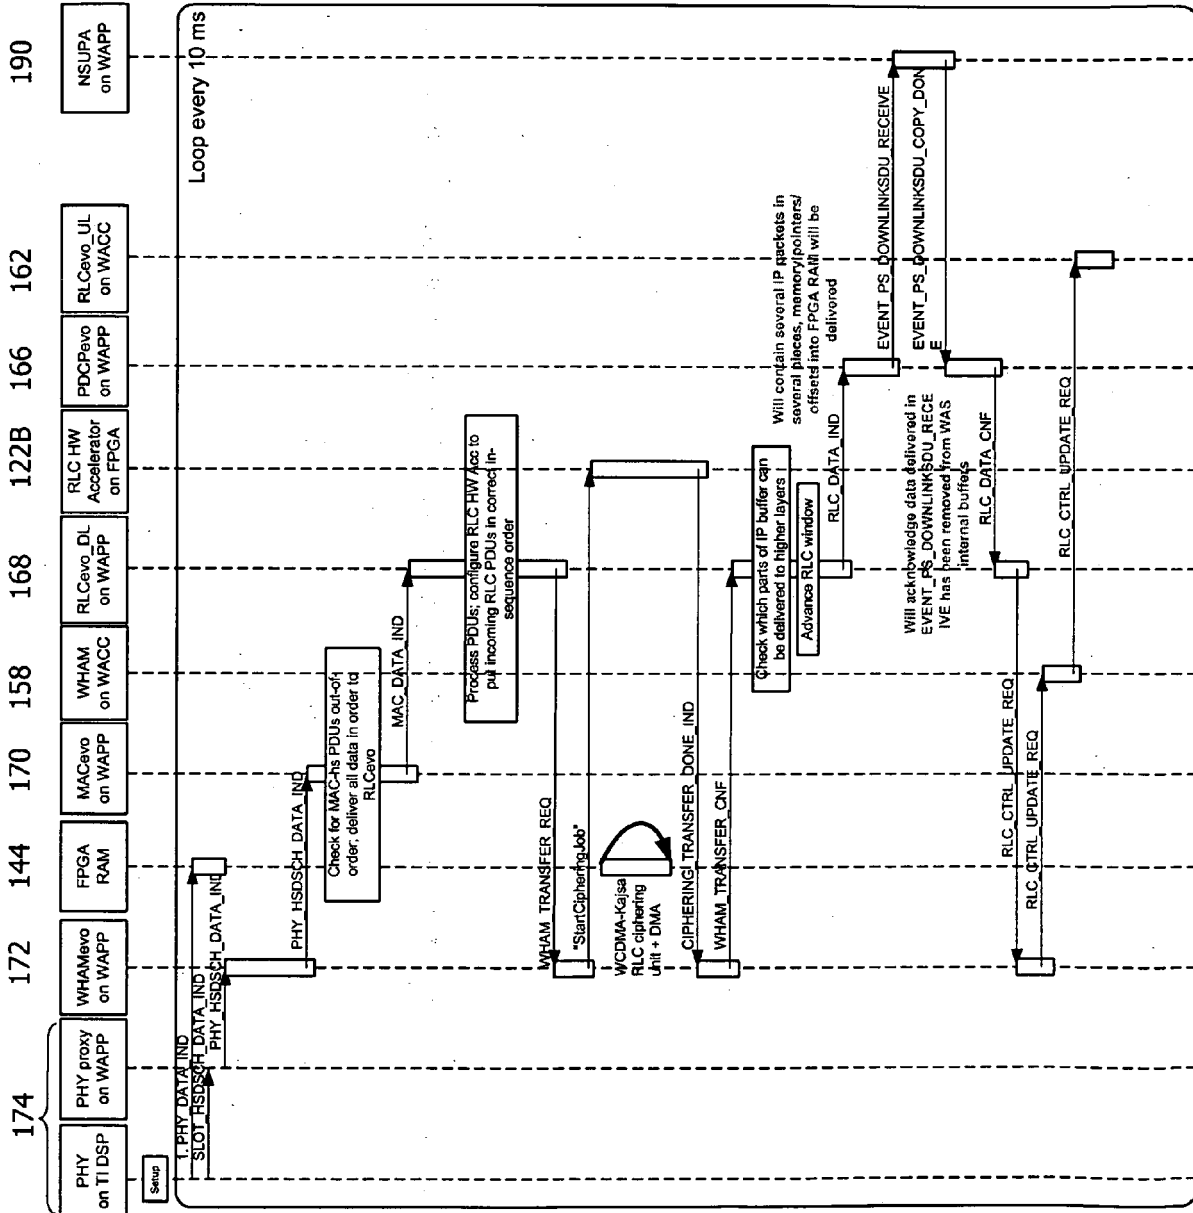 174
172
144
170
158
168
122B
166
162
190
PHY
on TI DSP
PHY proxy
on WAPP
WHAMevo
on WAPP
FPGA
RAM
MACevo
on WAPP
WHAM
on WACC
RLCevo_DL
on WAPP
RLC HW
Accelerator
on FPGA
PDCPevo
on WAPP
RLCevo_UL
on WACC
NSUPA
on WAPP
Setup
Loop every 10 ms
1. PHY_DATA_IND
SLOT_HSDSCH_DATA_IND
PHY_HSDSCH_DATA_IND
PHY_HSDSCH_DATA_IND
Check for MAC-hs PDUs out-of-
order; deliver all data in order to
RLCevo
MAC_DATA_IND
Process PDUs; configure RLC HW Acc to
put incoming RLC PDUs in correct in-
sequence order
WHAM_TRANSFER_REQ
"StartCipheringJob"
WCDMA-Kajsa
RLC ciphering
unit + DMA
CIPHERING_TRANSFER_DONE_IND
WHAM_TRANSFER_CNF
Check which parts of IP buffer can
be delivered to higher layers
Advance RLC window
RLC_DATA_IND
Will contain several IP packets in
several pieces, memory/pointers/
offsets into FPGA RAM will be
delivered
EVENT_PS_DOWNLINKSDU_RECEIVE
EVENT_PS_DOWNLINKSDU_COPY_DON
E
Will acknowledge data delivered in
EVENT_PS_DOWNLINKSDU_RECE
IVE has been removed from WAS
internal buffers
RLC_DATA_CNF
RLC_CTRL_UPDATE_REQ
RLC_CTRL_UPDATE_REQ
RLC_CTRL_UPDATE_REQ